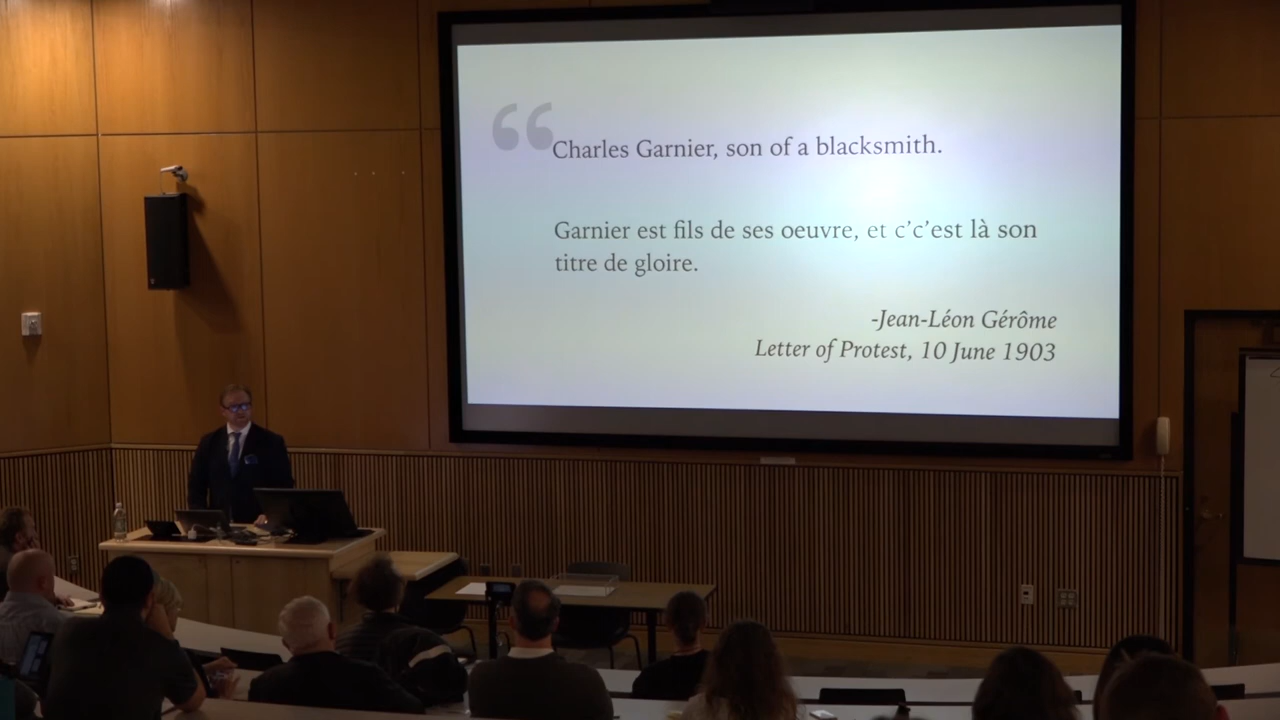 “Charles Garnier, son of a blacksmith.
Garnier est fils de ses oeuvre, et c’c’est là son
titre de gloire.
-Jean-Léon Gérôme
Letter of Protest, 10 June 1903